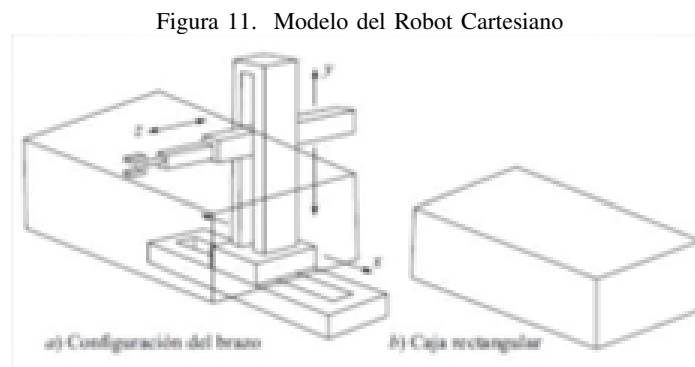 Figura 11. Modelo del Robot Cartesiano
y
z
x
a) Configuración del brazo
b) Caja rectangular